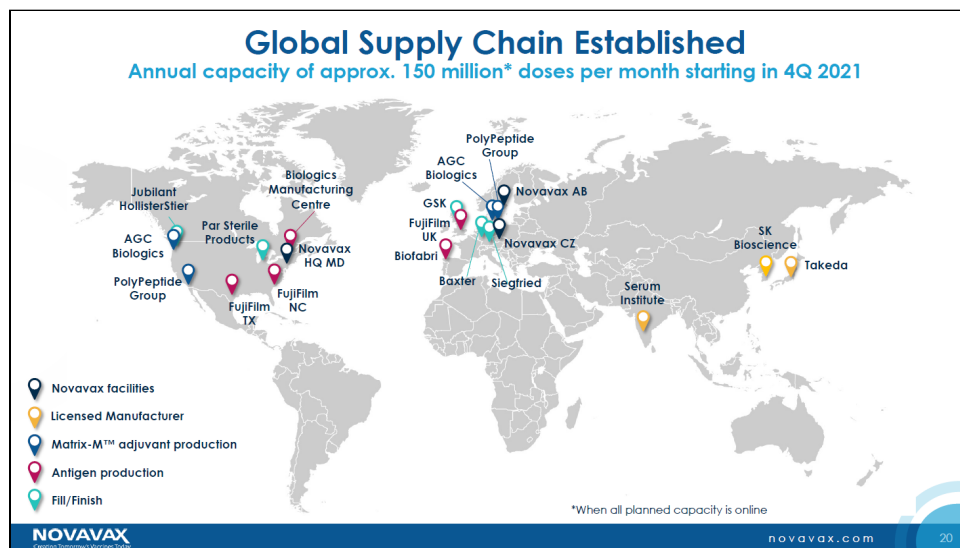 Global Supply Chain Established
Annual capacity of approx. 150 million* doses per month starting in 4Q 2021
PolyPeptide
Group
AGC
Biologics
Novavax AB
GSK
FujiFilm
UK
Novavax CZ
Biofabri
Baxter
Siegfried
Jubilant
HollisterStier
Biologics
Manufacturing
Centre
Par Sterile
Products
AGC
Biologics
Novavax
HQ MD
PolyPeptide
Group
FujiFilm
TX
FujiFilm
NC
SK
Bioscience
Takeda
Serum
Institute
Novavax facilities
Licensed Manufacturer
Matrix-M™ adjuvant production
Antigen production
Fill/Finish
*When all planned capacity is online
NOVAVAX
Creating Tomorrow's Vaccines Today
novavax.com
20